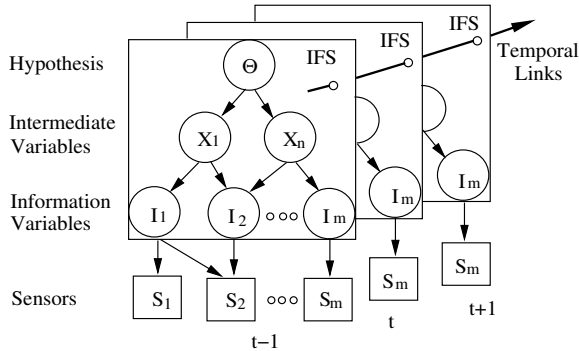 IFS
IFS
IFS
Temporal
Links
Hypothesis
Θ
Intermediate
Variables
X1
Xn
Information
Variables
I1
I2
Im
Im
Im
Sensors
S1
S2
Sm
Sm
Sm
t−1
t
t+1